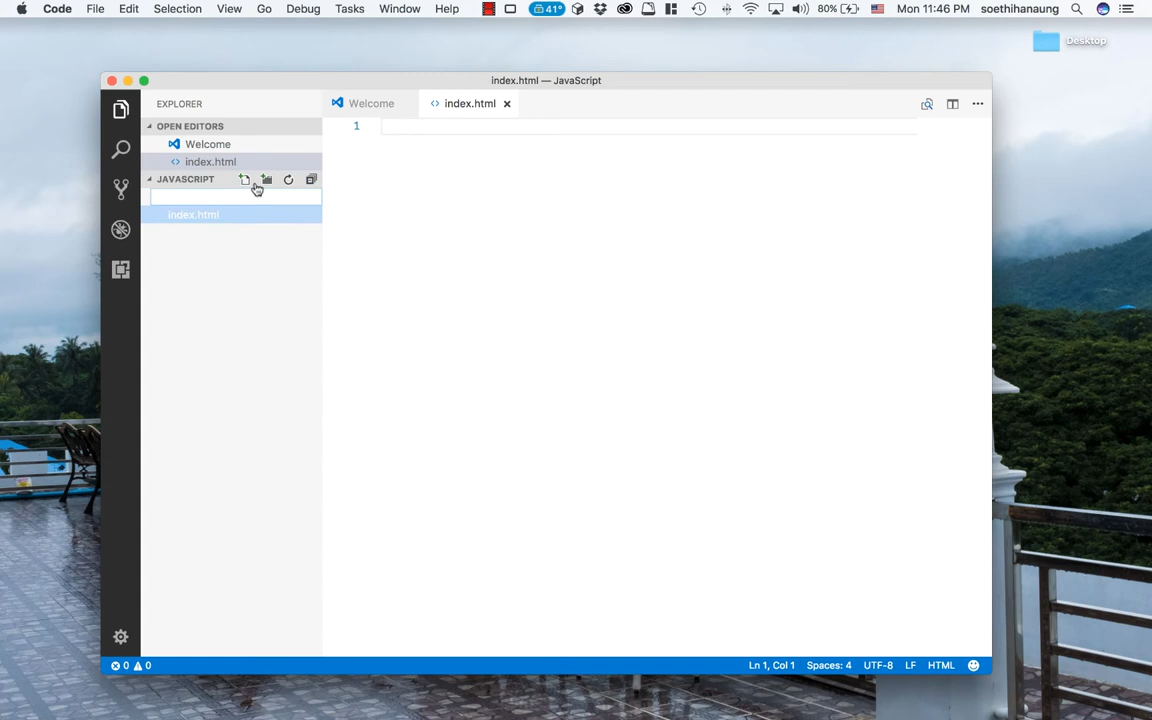 Code File Edit Selection View Go Debug Tasks Window Help 41° 80% Mon 11:46 PM soethihanaung
Desktop
index.html — JavaScript
EXPLORER
Welcome
index.html
OPEN EDITORS
Welcome
index.html
JAVASCRIPT
index.html
1
0 0
Ln 1, Col 1 Spaces: 4 UTF-8 LF HTML